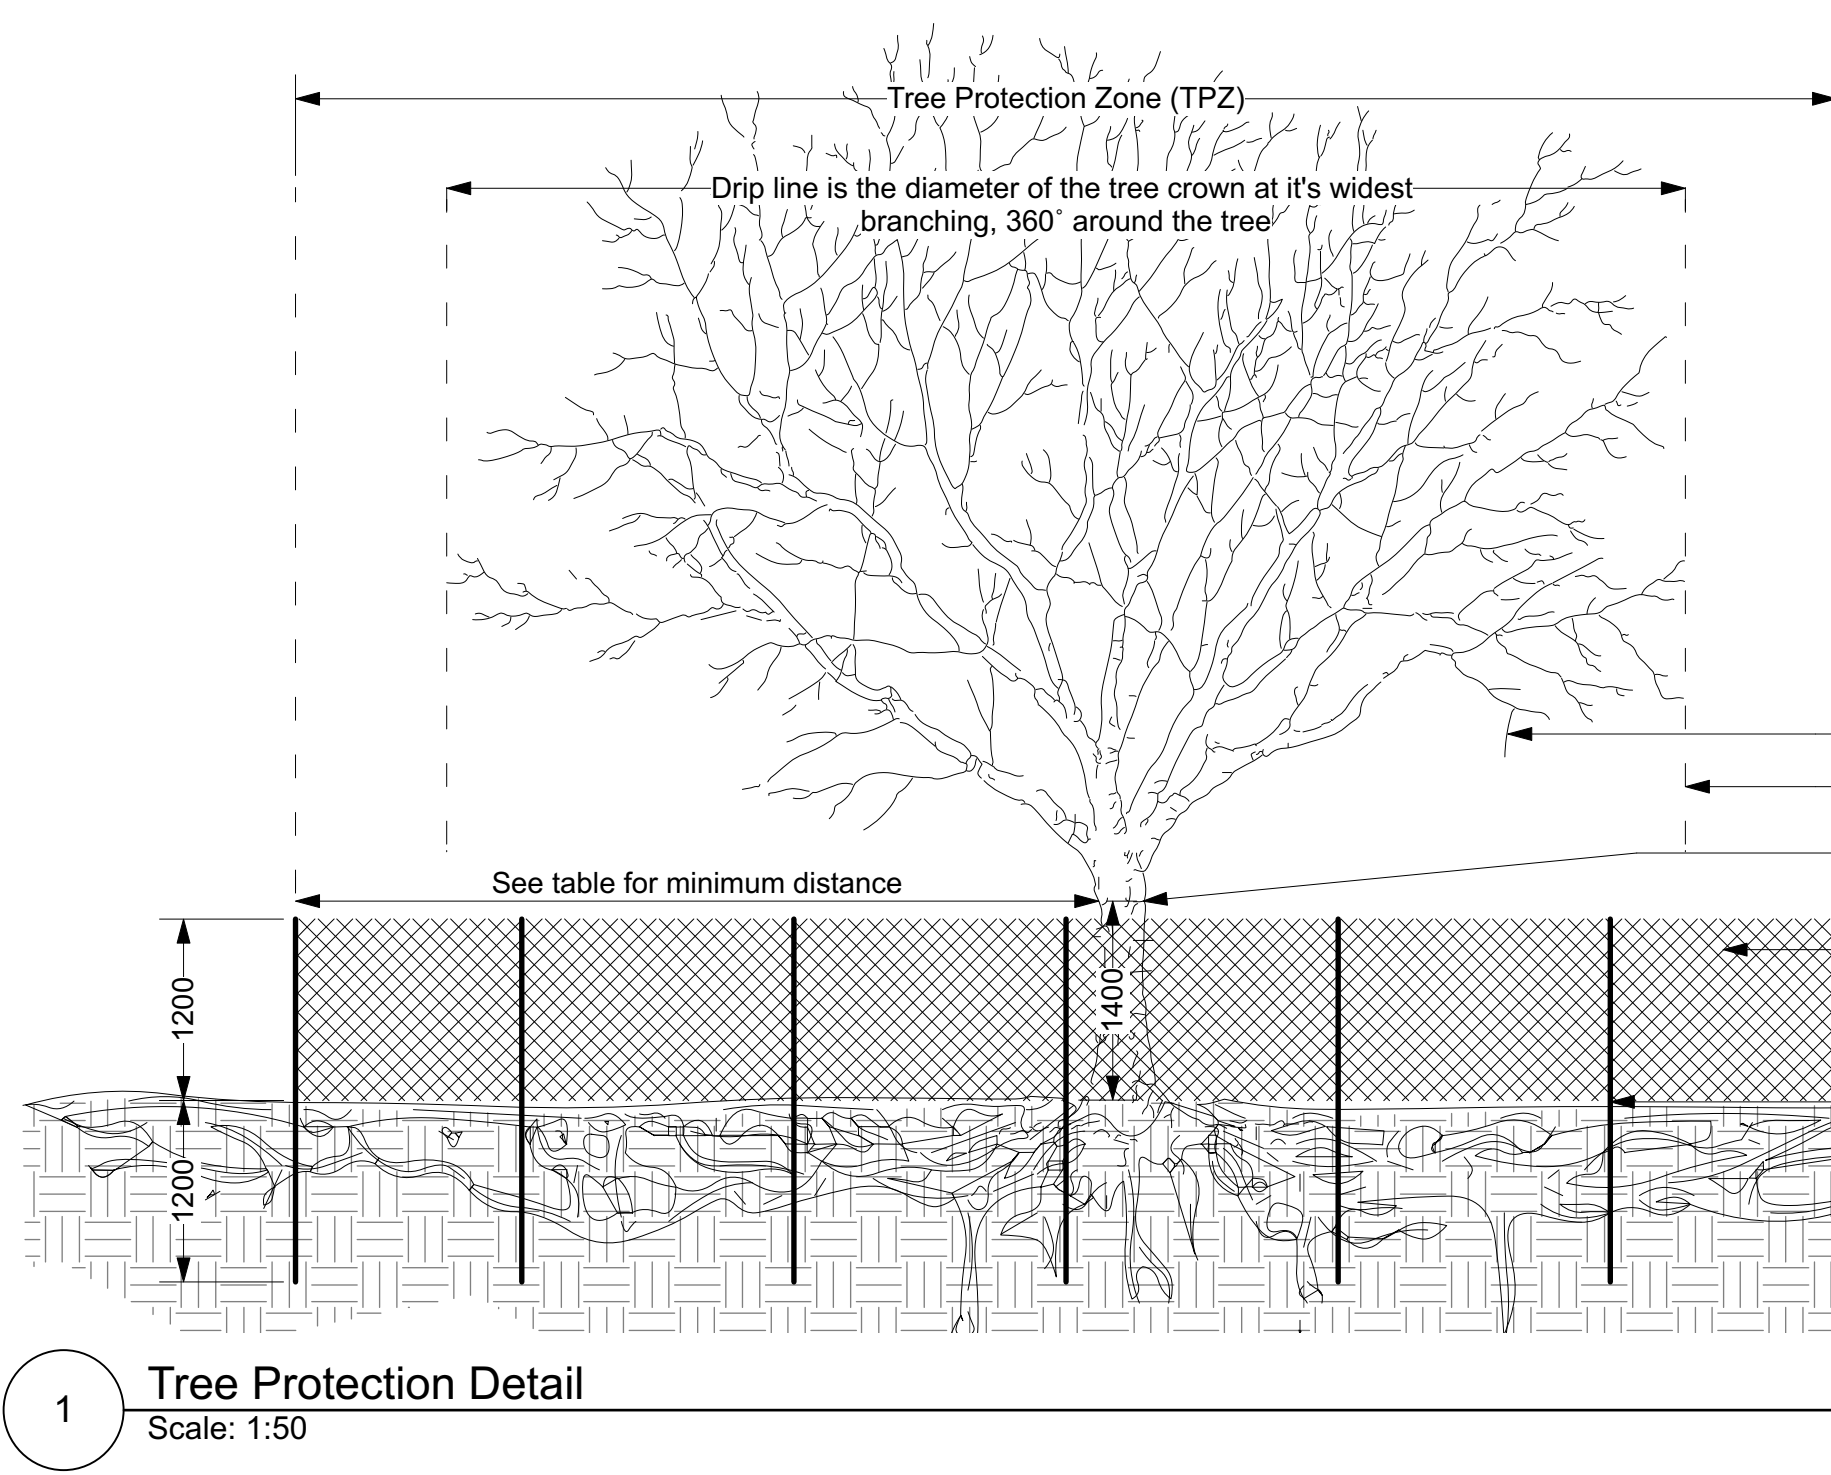 Tree Protection Zone (TPZ)
Drip line is the diameter of the tree crown at it's widest
branching, 360˚ around the tree
See table for minimum distance
1200
1400
1200
1
Tree Protection Detail
Scale: 1:50